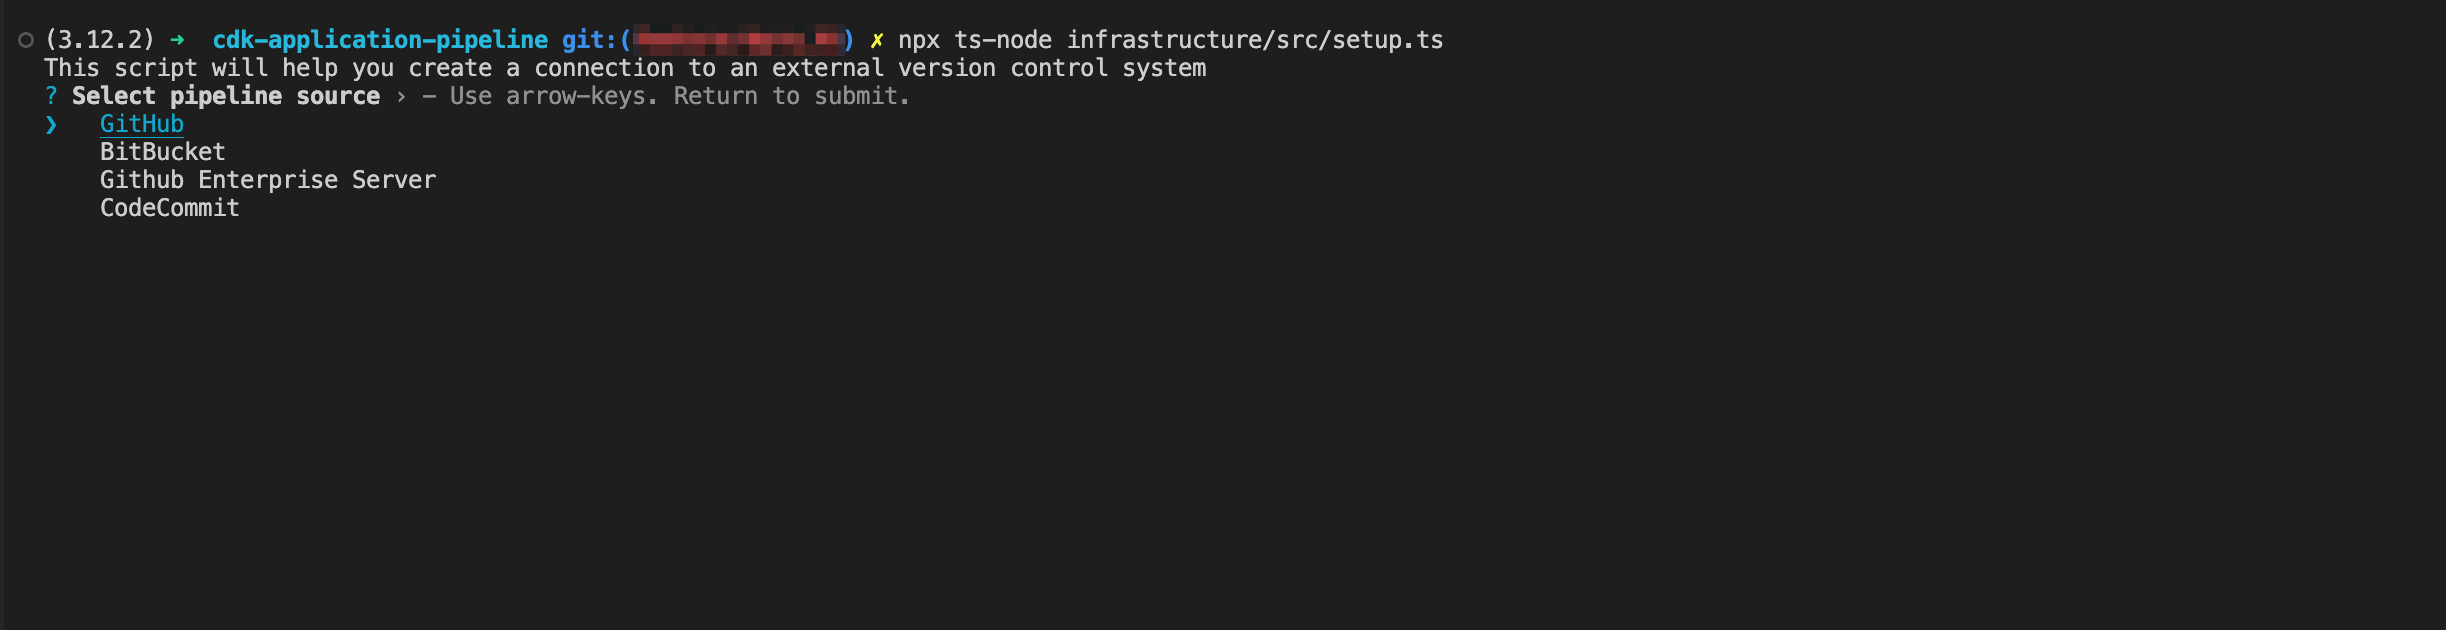 (3.12.2) ➜ cdk-application-pipeline git:( ) ✗ npx ts-node infrastructure/src/setup.ts
This script will help you create a connection to an external version control system
? Select pipeline source › - Use arrow-keys. Return to submit.
❯ GitHub
BitBucket
Github Enterprise Server
CodeCommit